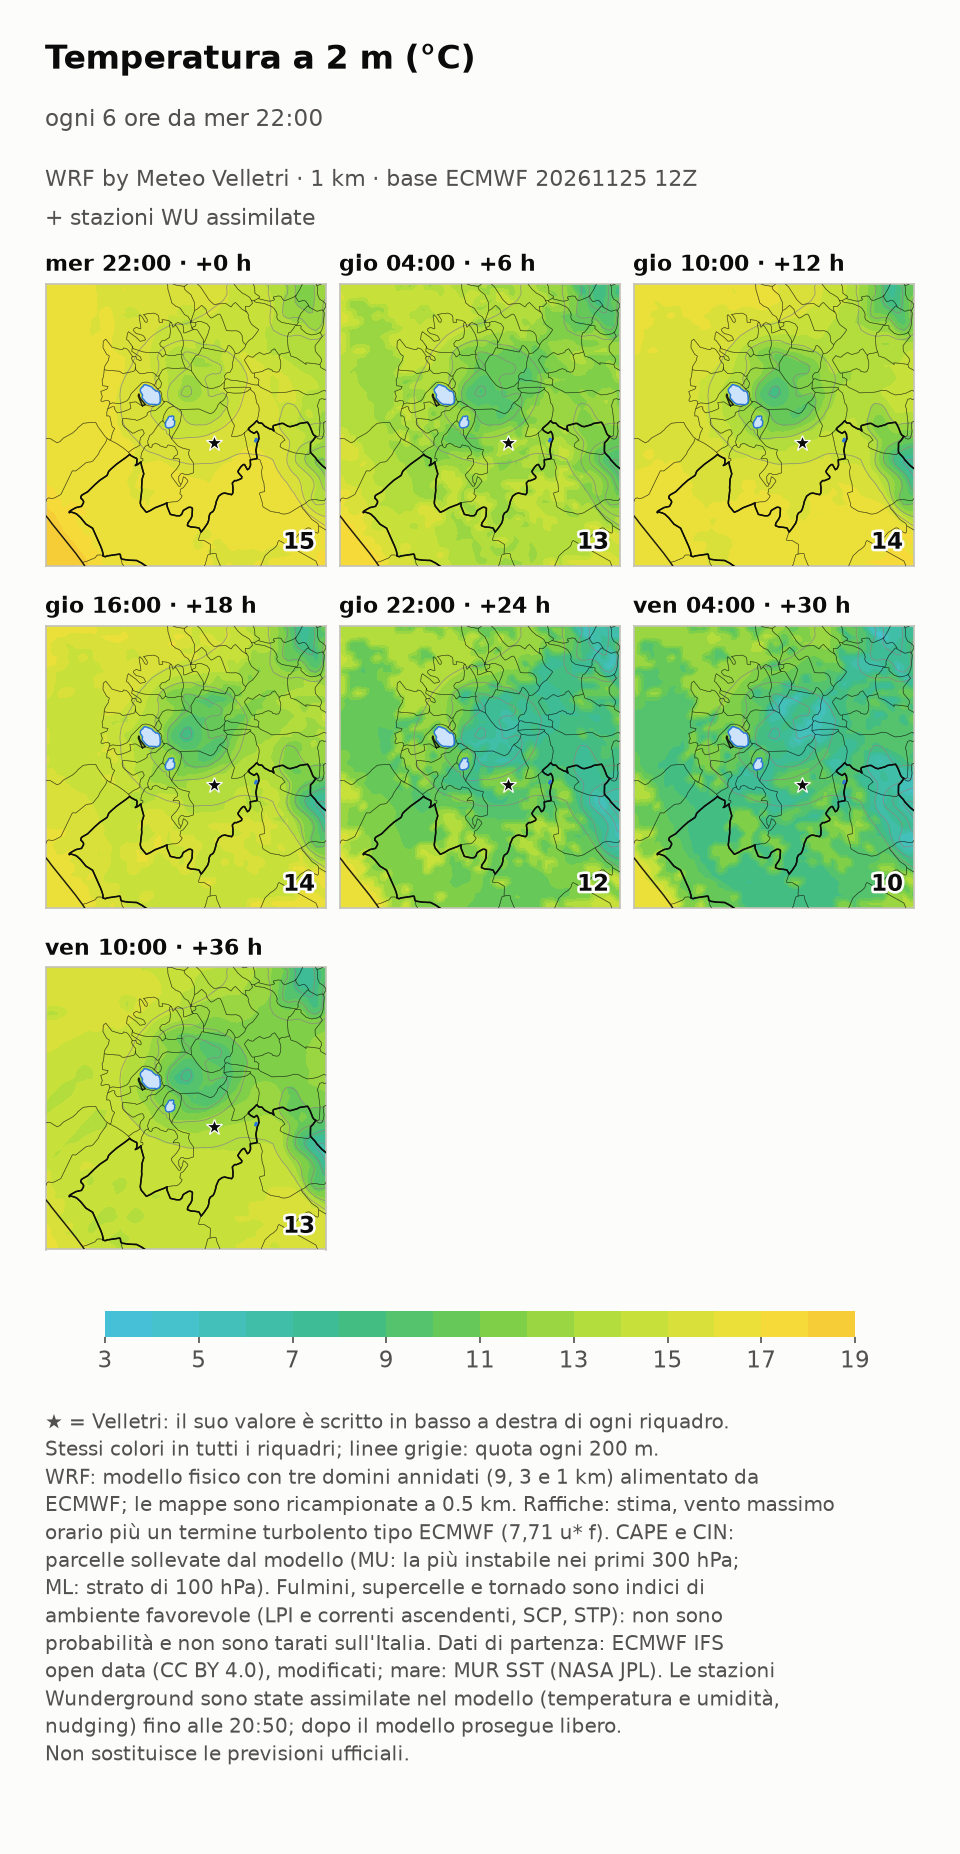 Temperatura a 2 m (°C)
ogni 6 ore da mer 22:00
WRF by Meteo Velletri · 1 km · base ECMWF 20261125 12Z
+ stazioni WU assimilate
mer 22:00 · +0 h
gio 04:00 · +6 h
gio 10:00 · +12 h
15
13
14
gio 16:00 · +18 h
gio 22:00 · +24 h
ven 04:00 · +30 h
14
12
10
ven 10:00 · +36 h
13
3 5 7 9 11 13 15 17 19
★ = Velletri: il suo valore è scritto in basso a destra di ogni riquadro.
Stessi colori in tutti i riquadri; linee grigie: quota ogni 200 m.
WRF: modello fisico con tre domini annidati (9, 3 e 1 km) alimentato da
ECMWF; le mappe sono ricampionate a 0.5 km. Raffiche: stima, vento massimo
orario più un termine turbolento tipo ECMWF (7,71 u* f). CAPE e CIN:
parcelle sollevate dal modello (MU: la più instabile nei primi 300 hPa;
ML: strato di 100 hPa). Fulmini, supercelle e tornado sono indici di
ambiente favorevole (LPI e correnti ascendenti, SCP, STP): non sono
probabilità e non sono tarati sull'Italia. Dati di partenza: ECMWF IFS
open data (CC BY 4.0), modificati; mare: MUR SST (NASA JPL). Le stazioni
Wunderground sono state assimilate nel modello (temperatura e umidità,
nudging) fino alle 20:50; dopo il modello prosegue libero.
Non sostituisce le previsioni ufficiali.